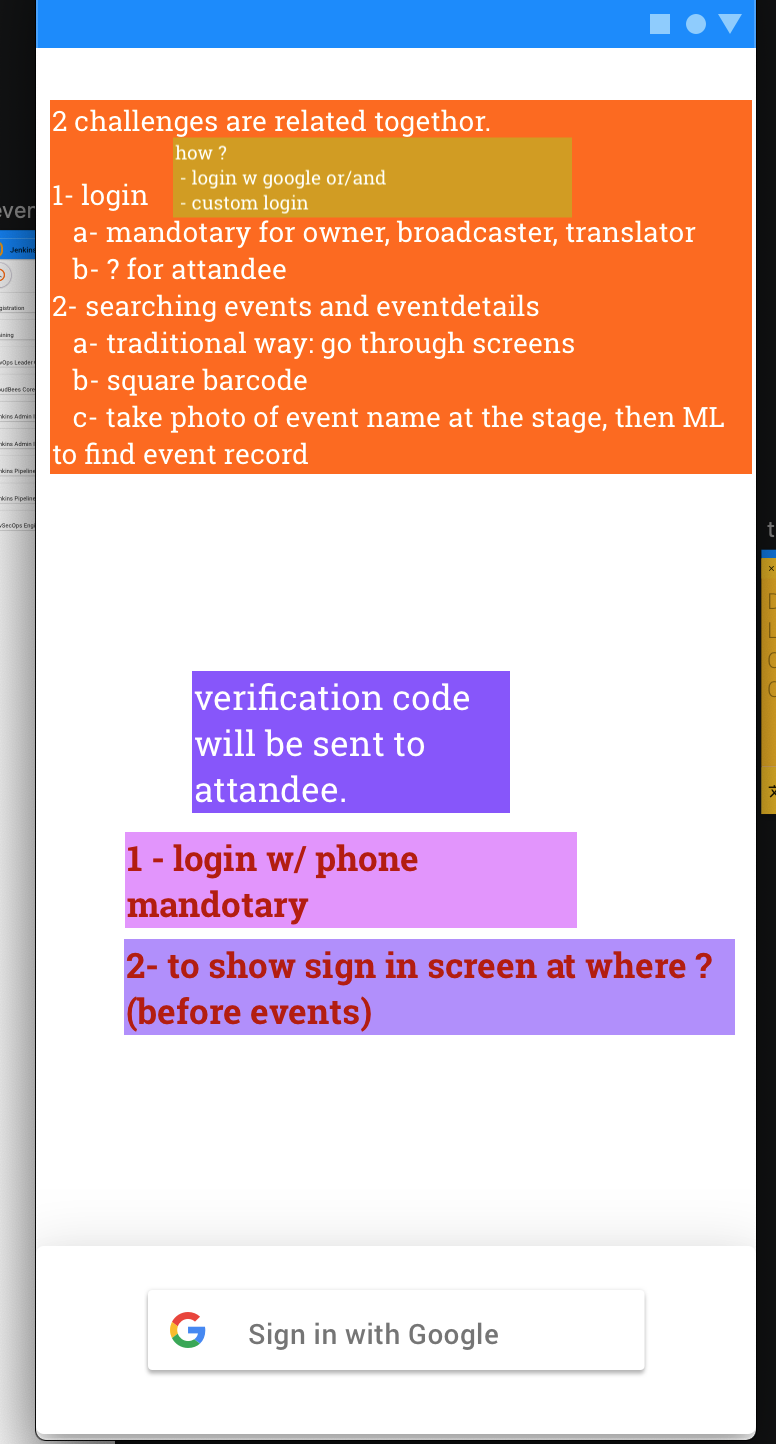 2 challenges are related togethor.
how ?
- login w google or/and
1- login
- custom login
a- mandotary for owner, broadcaster, translator
b- ? for attandee
2- searching events and eventdetails
a- traditional way: go through screens
b- square barcode
c- take photo of event name at the stage, then ML
to find event record
verification code
will be sent to
attandee.
1 - login w/ phone
mandotary
2- to show sign in screen at where ?
(before events)
Sign in with Google
Jenkins